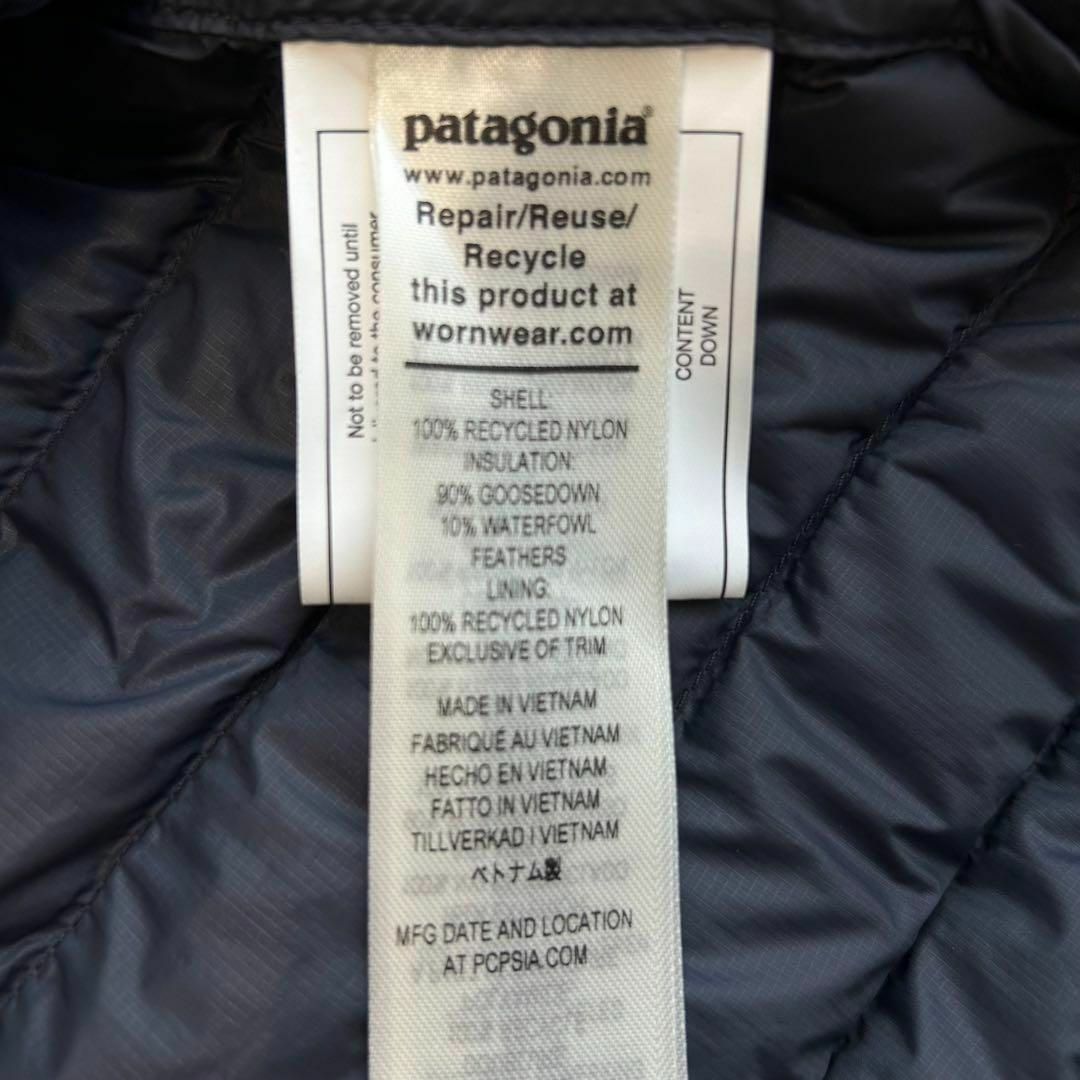 patagonia®
www.patagonia.com
Repair/Reuse/
Recycle
this product at
wornwear.com
SHELL:
100% RECYCLED NYLON
INSULATION:
90% GOOSEDOWN
10% WATERFOWL
FEATHERS
LINING:
100% RECYCLED NYLON
EXCLUSIVE OF TRIM
MADE IN VIETNAM
FABRIQUÉ AU VIETNAM
HECHO EN VIETNAM
FATTO IN VIETNAM
TILLVERKAD I VIETNAM
ベトナム製
MFG DATE AND LOCATION
AT PCPSIA.COM
Not to be removed until
to the consumer
CONTENT
DOWN